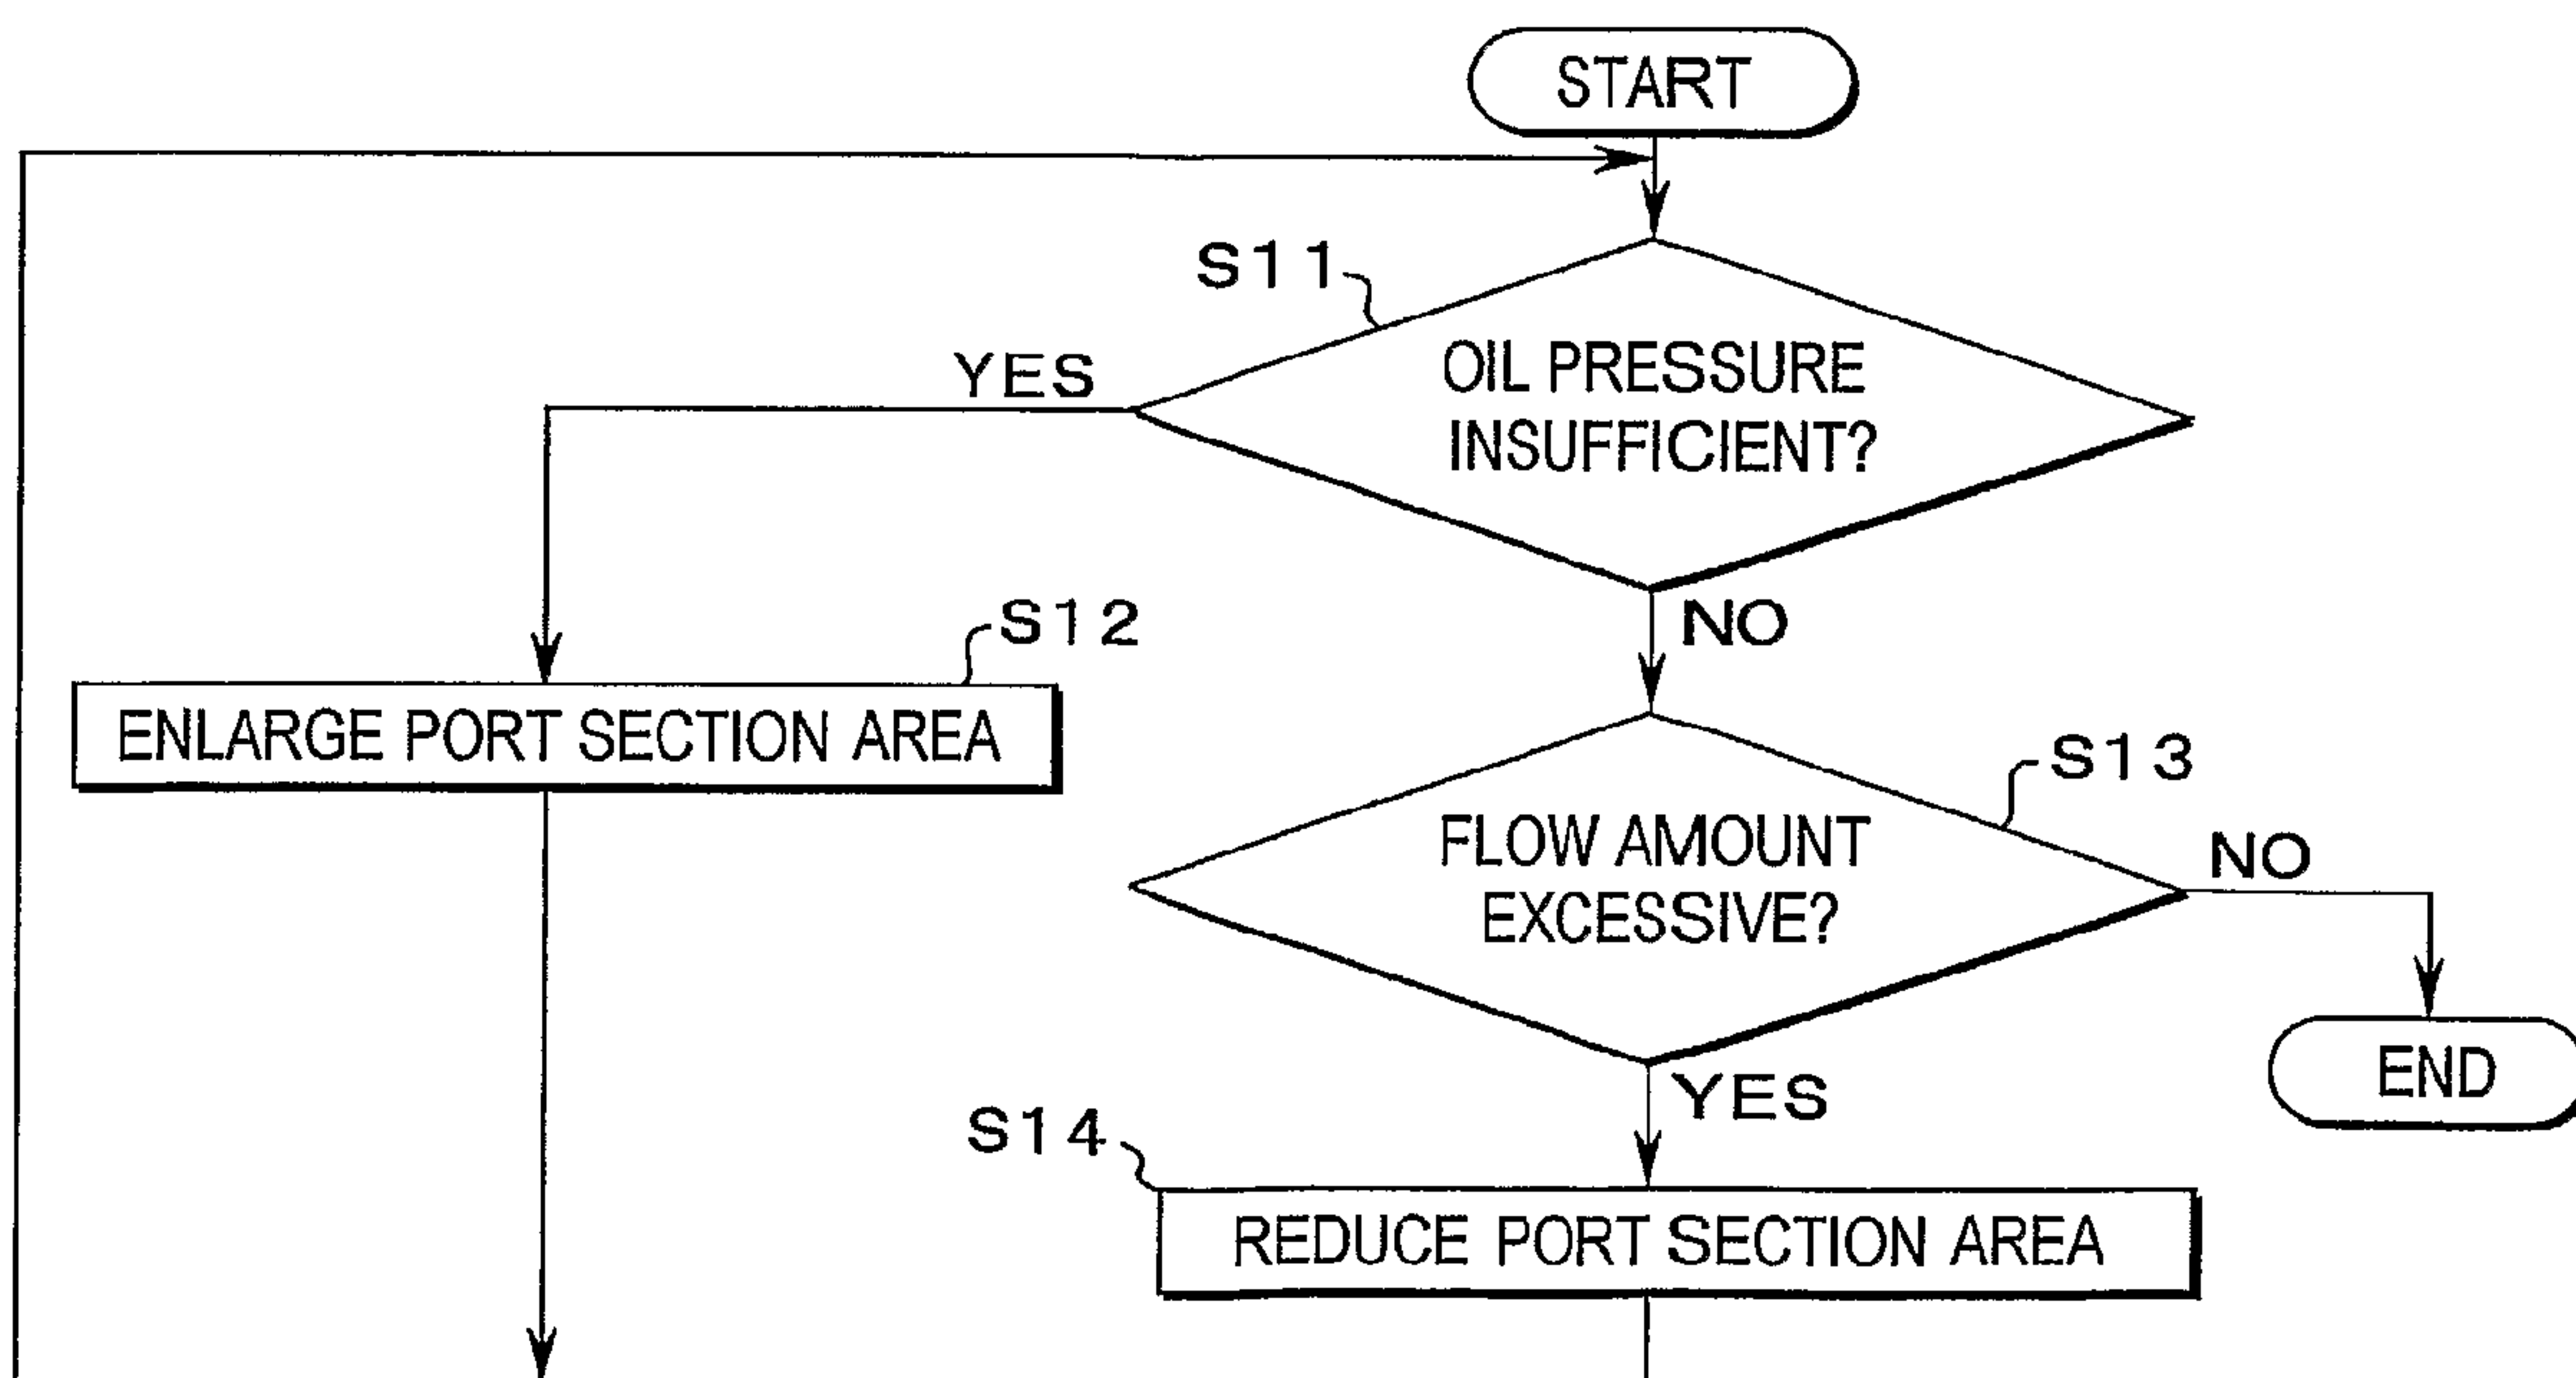 START
S11
OIL PRESSURE
INSUFFICIENT?
YES
NO
S12
ENLARGE PORT SECTION AREA
S13
FLOW AMOUNT
EXCESSIVE?
NO
YES
END
S14
REDUCE PORT SECTION AREA